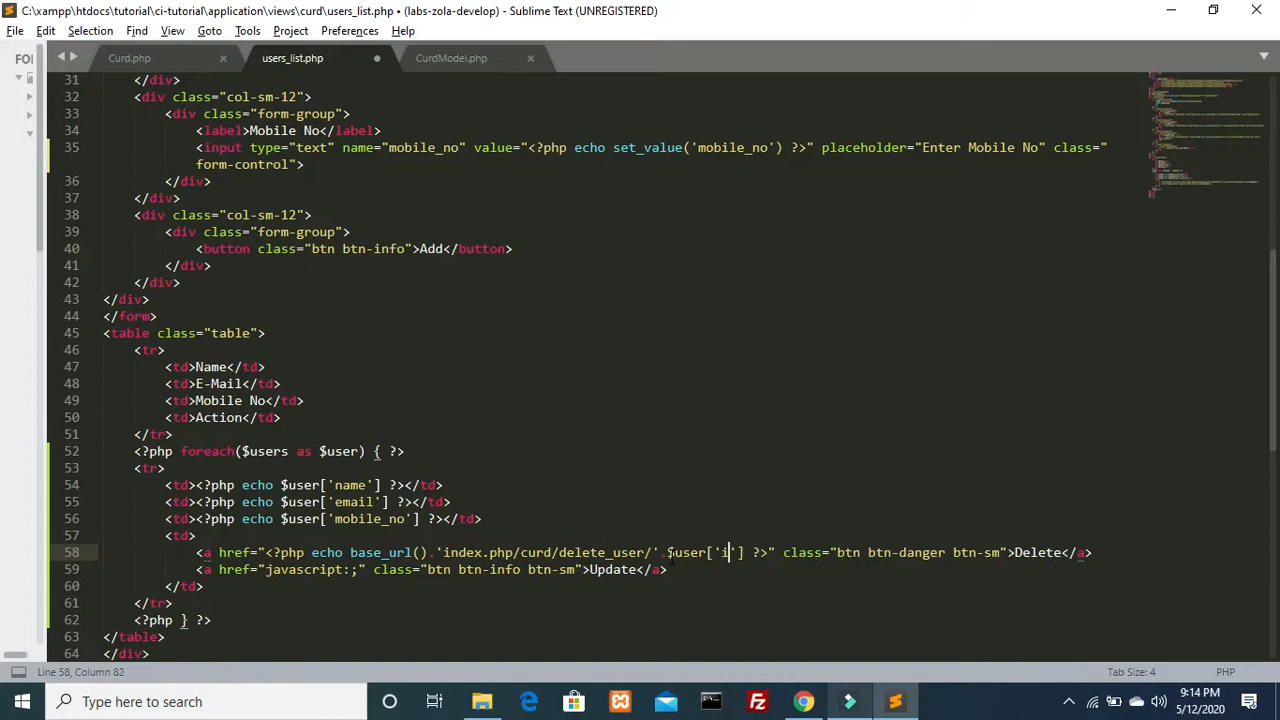 C:\xampp\htdocs\tutorial\ci-tutorial\application\views\curd\users_list.php • (labs-zola-develop) - Sublime Text (UNREGISTERED)
File Edit Selection Find View Goto Tools Project Preferences Help
FO
Curd.php
users_list.php
CurdModel.php
31 </div>
32 <div class="col-sm-12">
33 <div class="form-group">
34 <label>Mobile No</label>
35 <input type="text" name="mobile_no" value="<?php echo set_value('mobile_no') ?>" placeholder="Enter Mobile No" class="
form-control">
36 </div>
37 </div>
38 <div class="col-sm-12">
39 <div class="form-group">
40 <button class="btn btn-info">Add</button>
41 </div>
42 </div>
43 </div>
44 </form>
45 <table class="table">
46 <tr>
47 <td>Name</td>
48 <td>E-Mail</td>
49 <td>Mobile No</td>
50 <td>Action</td>
51 </tr>
52 <?php foreach($users as $user) { ?>
53 <tr>
54 <td><?php echo $user['name'] ?></td>
55 <td><?php echo $user['email'] ?></td>
56 <td><?php echo $user['mobile_no'] ?></td>
57 <td>
58 <a href="<?php echo base_url().'index.php/curd/delete_user/'.$user['i'] ?>" class="btn btn-danger btn-sm">Delete</a>
59 <a href="javascript:;" class="btn btn-info btn-sm">Update</a>
60 </td>
61 </tr>
62 <?php } ?>
63 </table>
64 </div>
Line 58, Column 82
Tab Size: 4
PHP
Type here to search
9:14 PM
5/12/2020